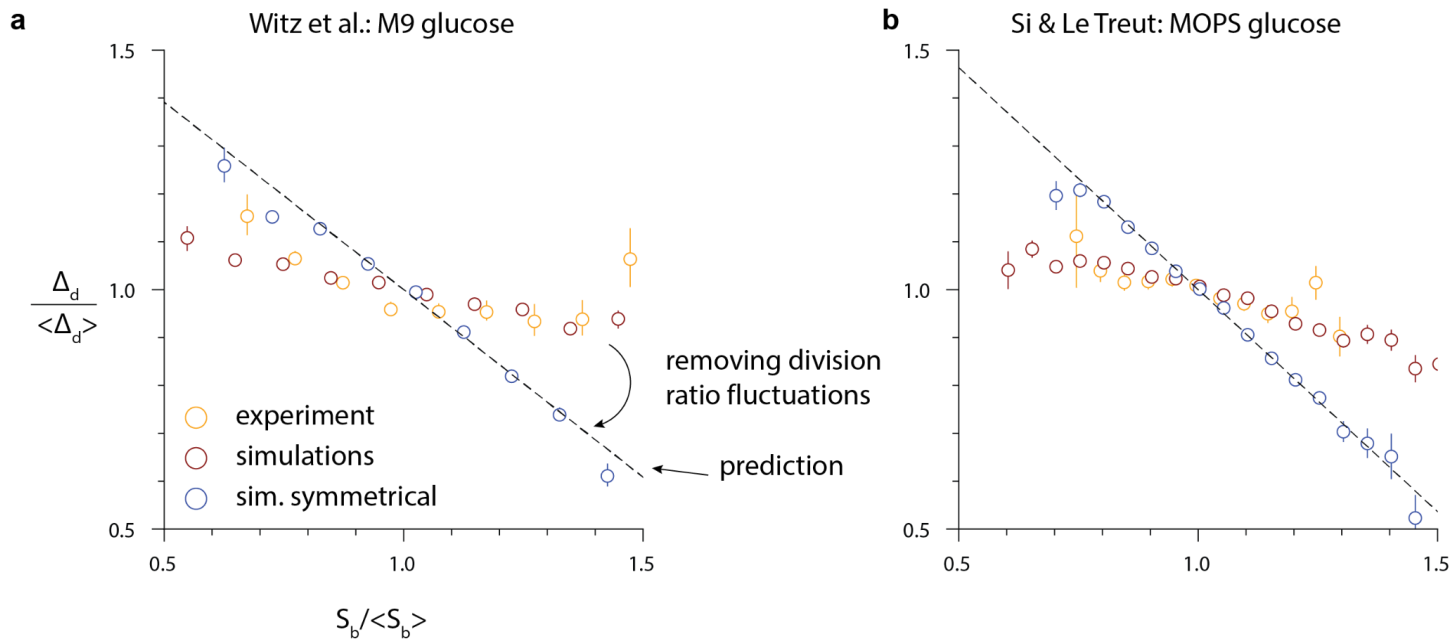 a
Witz et al.: M9 glucose
1.5
1.0
0.5
Δd
<Δd>
0.5
1.0
1.5
Sb/<Sb>
experiment
simulations
sim. symmetrical
removing division
ratio fluctuations
prediction
b
Si & Le Treut: MOPS glucose
1.5
1.0
0.5
0.5
1.0
1.5